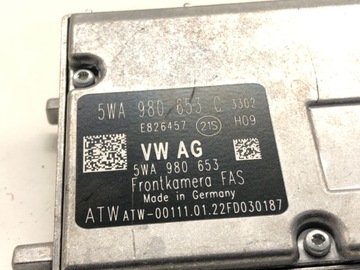 5WA 980 653 C 3302
E826457 21S H09
VW AG
5WA 980 653
Frontkamera FAS
Made in Germany
ATW ATW-00111.01.22FD030187